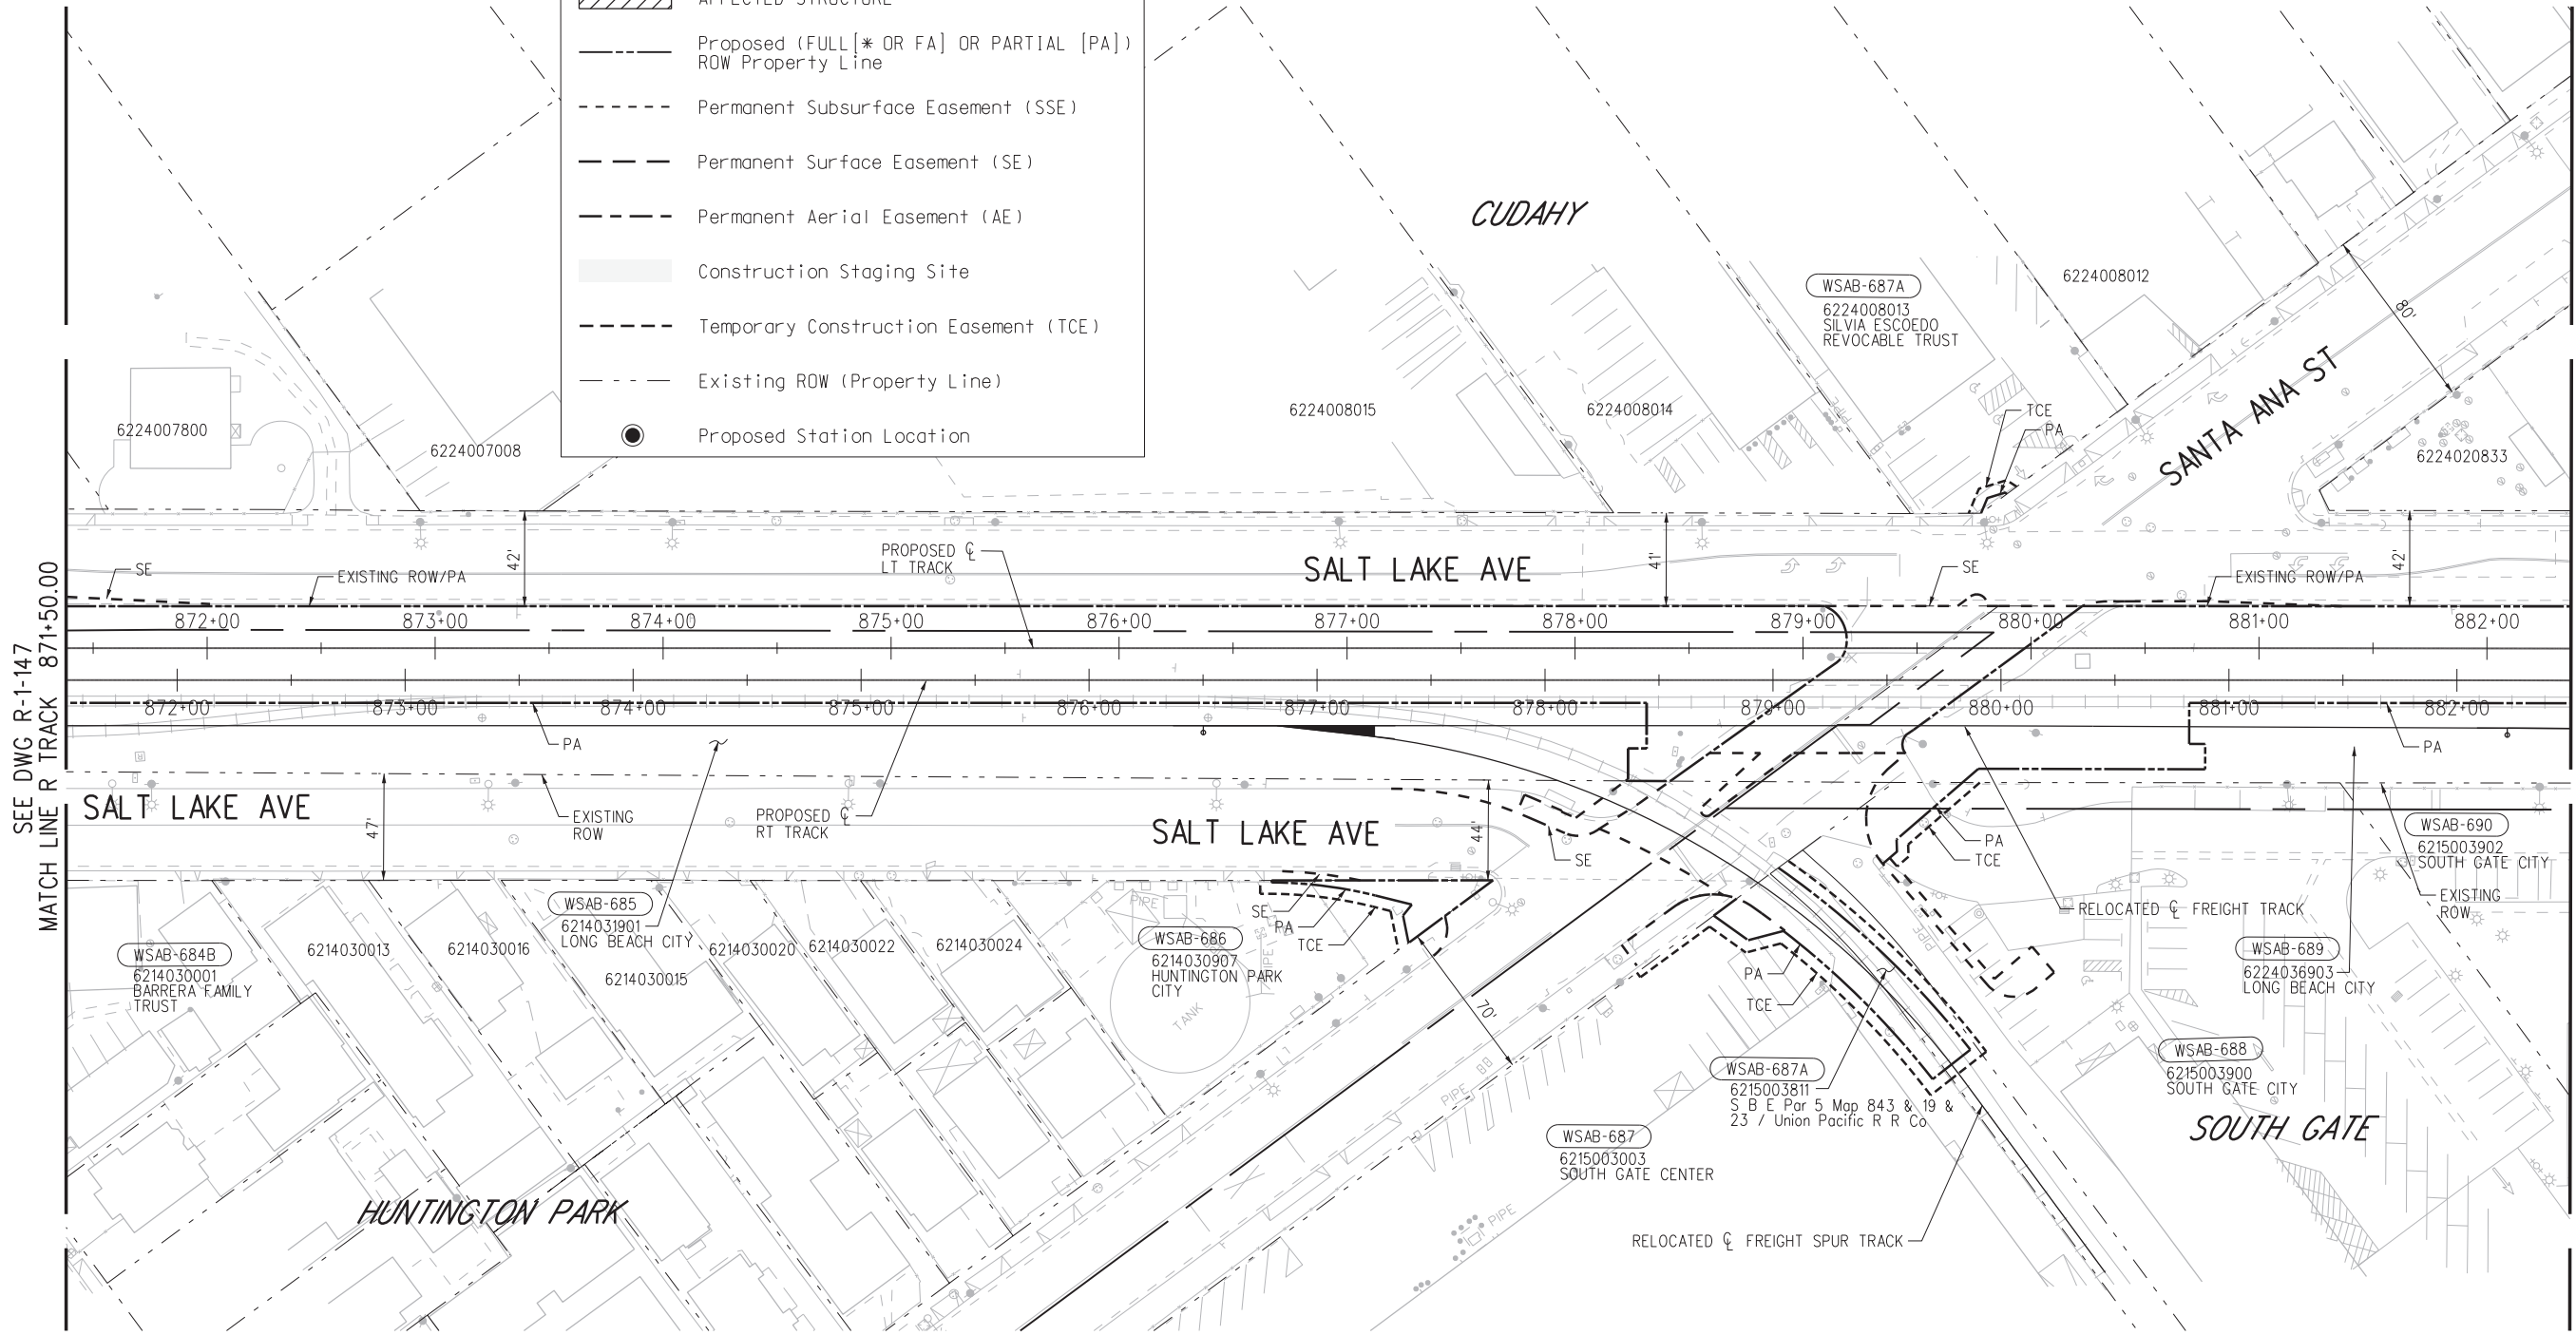 AFFECTED STRUCTURE
Proposed (FULL[* OR FA] OR PARTIAL [PA])
ROW Property Line
Permanent Subsurface Easement (SSE)
Permanent Surface Easement (SE)
Permanent Aerial Easement (AE)
Construction Staging Site
Temporary Construction Easement (TCE)
Existing ROW (Property Line)
Proposed Station Location
CUDAHY
WSAB-687A
6224008013
SILVIA ESCOEDO
REVOCABLE TRUST
6224008012
80'
SANTA ANA ST
6224007800
6224007008
6224008015
6224008014
TCE
PA
6224020833
SEE DWG R-1-147
MATCH LINE R TRACK 871+50.00
SE
EXISTING ROW/PA
42'
PROPOSED ℄
LT TRACK
SALT LAKE AVE
41'
SE
EXISTING ROW/PA
42'
872+00
873+00
874+00
875+00
876+00
877+00
878+00
879+00
880+00
881+00
882+00
872+00
873+00
874+00
875+00
876+00
877+00
878+00
879+00
880+00
881+00
882+00
PA
PA
SALT LAKE AVE
47'
EXISTING
ROW
PROPOSED ℄
RT TRACK
SALT LAKE AVE
44'
SE
PA
TCE
WSAB-690
6215003902
SOUTH GATE CITY
EXISTING
ROW
RELOCATED ℄ FREIGHT TRACK
WSAB-684B
6214030001
BARRERA FAMILY
TRUST
6214030013
6214030016
WSAB-685
6214031901
LONG BEACH CITY
6214030015
6214030020
6214030022
6214030024
PIPE
WSAB-686
6214030907
HUNTINGTON PARK
CITY
PIPE
TANK
SE
PA
TCE
70'
PIPE
PA
TCE
WSAB-689
6224036903
LONG BEACH CITY
WSAB-688
6215003900
SOUTH GATE CITY
WSAB-687A
6215003811
S B E Par 5 Map 843 & 19 &
23 / Union Pacific R R Co
PIPE BB
WSAB-687
6215003003
SOUTH GATE CENTER
SOUTH GATE
HUNTINGTON PARK
PIPE
RELOCATED ℄ FREIGHT SPUR TRACK